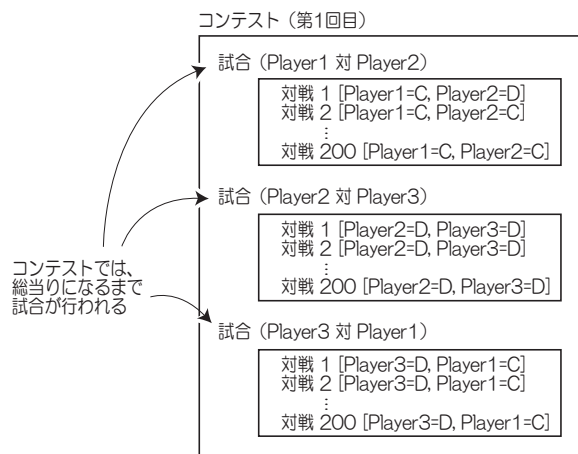 コンテスト（第1回目）
試合（Player1 対 Player2）
対戦 1 [Player1=C, Player2=D]
対戦 2 [Player1=C, Player2=C]
⋮
対戦 200 [Player1=C, Player2=C]
試合（Player2 対 Player3）
対戦 1 [Player2=D, Player3=D]
対戦 2 [Player2=D, Player3=D]
⋮
対戦 200 [Player2=D, Player3=D]
コンテストでは、
総当りになるまで
試合が行われる
試合（Player3 対 Player1）
対戦 1 [Player3=D, Player1=C]
対戦 2 [Player3=D, Player1=C]
⋮
対戦 200 [Player3=D, Player1=C]